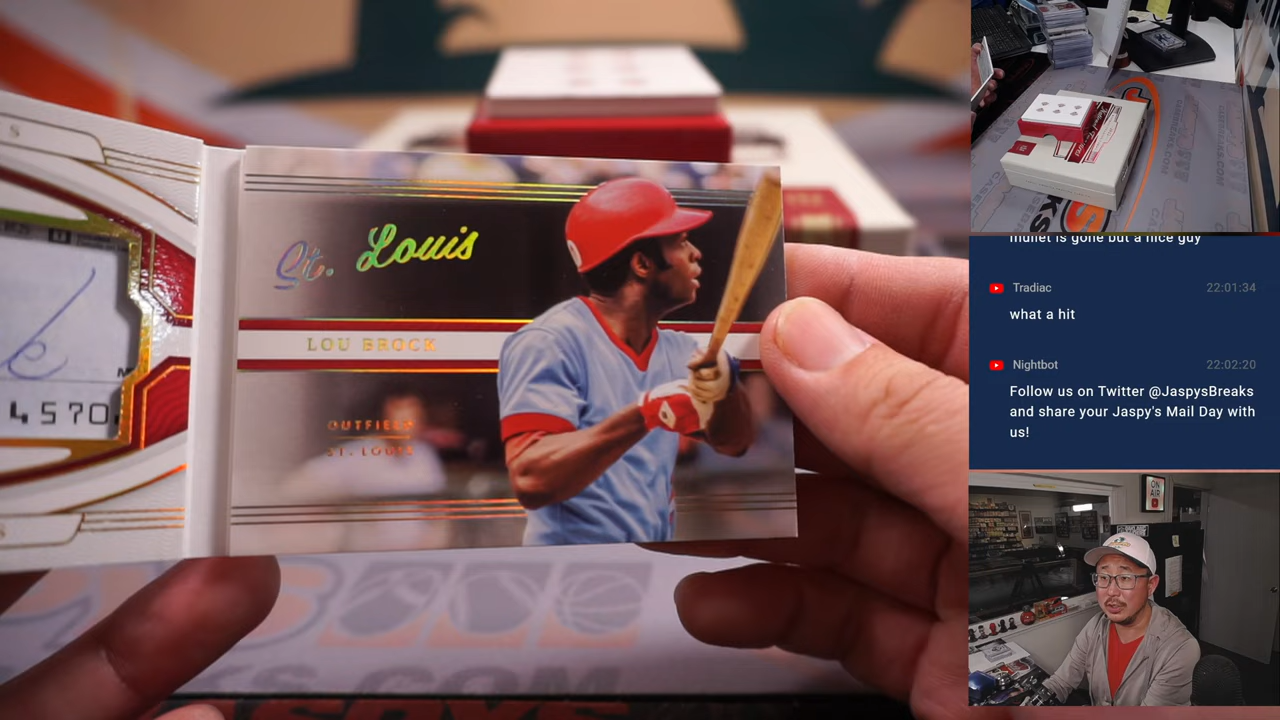 St. Louis
LOU BROCK
OUTFIELD
ST. LOUIS
S
4570
S
mullet is gone but a nice guy
Tradiac
22:01:34
what a hit
Nightbot
22:02:20
Follow us on Twitter @JaspysBreaks
and share your Jaspy's Mail Day with
us!
ON
AIR